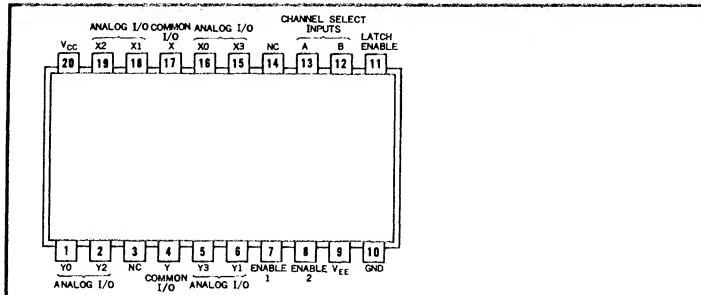 CHANNEL SELECT
INPUTS
ANALOG I/O COMMON ANALOG I/O
I/O
LATCH
ENABLE
VCC X2 X1 X X0 X3 NC A B
20 19 18 17 16 15 14 13 12 11
1 2 3 4 5 6 7 8 9 10
Y0 Y2 NC Y Y3 Y1 ENABLE ENABLE VEE GND
1 2
COMMON
I/O
ANALOG I/O ANALOG I/O